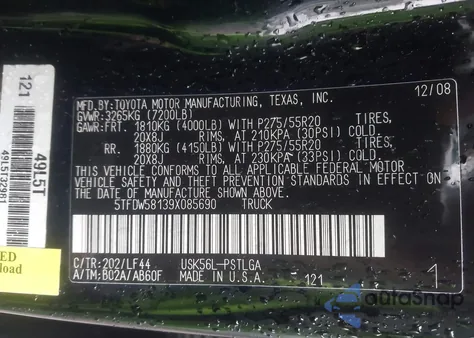 MFD.BY:TOYOTA MOTOR MANUFACTURING, TEXAS, INC. 12/08
GVWR: 3265KG (7200LB)
GAWR:FRT. 1810KG (4000LB) WITH P275/55R20 TIRES,
20X8J RIMS, AT 210KPA (30PSI) COLD
RR. 1880KG (4150LB) WITH P275/55R20 TIRES,
20X8J RIMS, AT 230KPA (33PSI) COLD
THIS VEHICLE CONFORMS TO ALL APPLICABLE FEDERAL MOTOR
VEHICLE SAFETY AND THEFT PREVENTION STANDARDS IN EFFECT ON
THE DATE OF MANUFACTURE SHOWN ABOVE.
5TFDW58139X085690 TRUCK
C/TR:202/LF44 USK56L-PSTLGA
A/TM:B02A/AB60F MADE IN U.S.A. 121 1
121
49L5T
ED
load
autoSnap